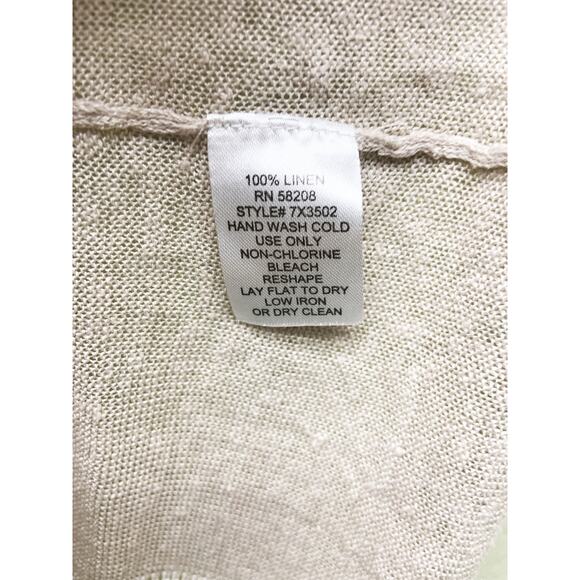 100% LINEN
RN 58208
STYLE# 7X3502
HAND WASH COLD
USE ONLY
NON-CHLORINE
BLEACH
RESHAPE
LAY FLAT TO DRY
LOW IRON
OR DRY CLEAN